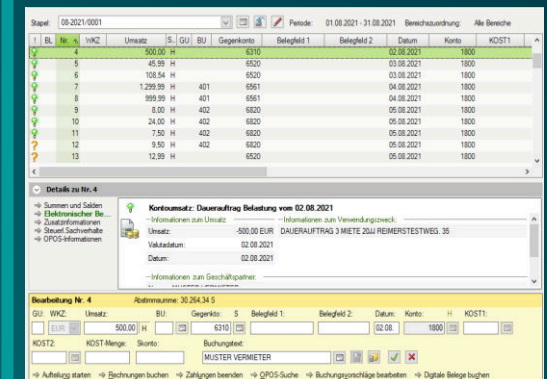 Stapel: 08-2021/0001 Periode: 01.08.2021 - 31.08.2021 Bereichszuordnung: Alle Bereiche
! BL Nr. WKZ Umsatz S.. GU BU Gegenkonto Belegfeld 1 Belegfeld 2 Datum Konto KOST1
4 500,00 H 6310 02.08.2021 1800
5 45,99 H 6520 03.08.2021 1800
6 108,54 H 6520 03.08.2021 1800
7 1.299,99 H 401 6561 04.08.2021 1800
8 999,99 H 401 6561 04.08.2021 1800
9 8,00 H 402 6820 05.08.2021 1800
10 24,00 H 402 6820 05.08.2021 1800
11 7,50 H 402 6820 05.08.2021 1800
12 9,50 H 402 6820 05.08.2021 1800
13 12,99 H 6520 05.08.2021 1800
Details zu Nr. 4
Summen und Salden
Elektronischer Be...
Zusatzinformationen
Steuerl.Sachverhalte
OPOS-Informationen
Kontoumsatz: Dauerauftrag Belastung vom 02.08.2021
Informationen zum Umsatz Informationen zum Verwendungszweck:
Umsatz: -500,00 EUR DAUERAUFTRAG 3 MIETE 20JJ REIMERSTESTWEG. 35
Valutadatum: 02.08.2021
Datum: 02.08.2021
Informationen zum Geschäftspartner:
Bearbeitung Nr. 4 Abstimmsumme: 30.264,34 S
GU: WKZ: Umsatz: BU: Gegenkto: S Belegfeld 1: Belegfeld 2: Datum: Konto: H KOST1:
EUR 500,00 H 6310 02.08. 1800
KOST2: KOST-Menge: Skonto: Buchungstext:
MUSTER VERMIETER
Aufteilung starten Rechnungen buchen Zahlungen beenden OPOS-Suche Buchungsvorschläge bearbeiten Digitale Belege buchen